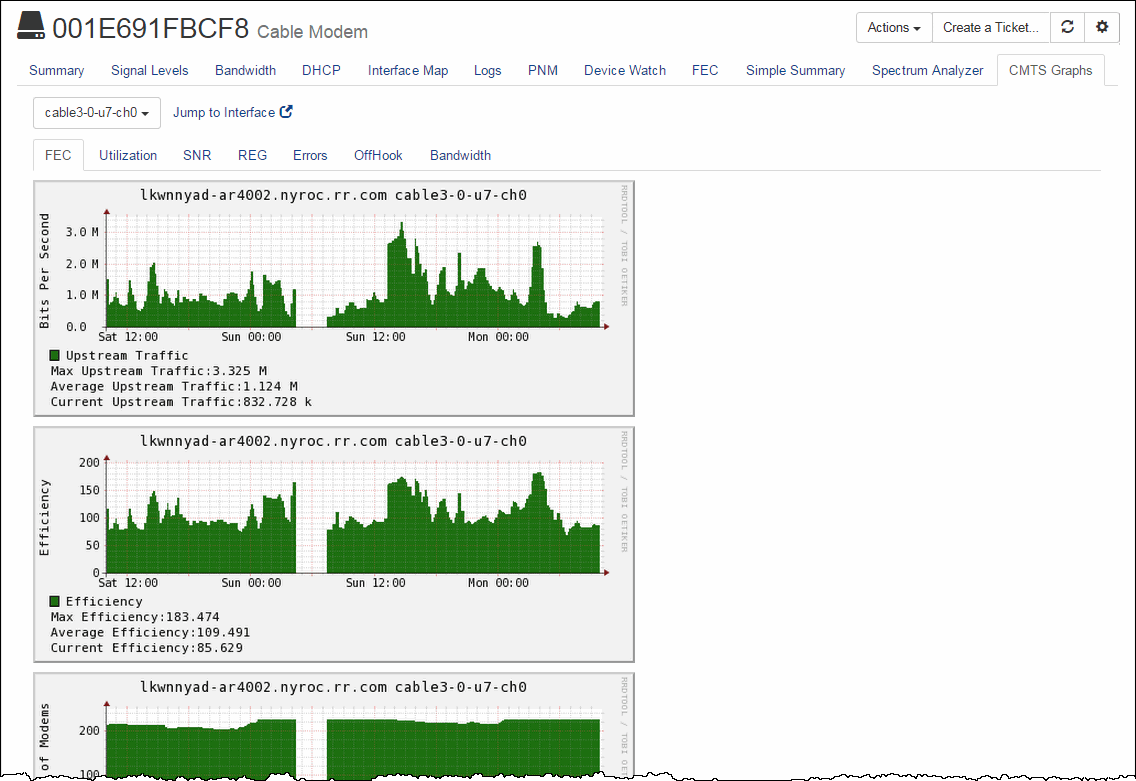 001E691FBCF8 Cable Modem
Actions Create a Ticket...
Summary Signal Levels Bandwidth DHCP Interface Map Logs PNM Device Watch FEC Simple Summary Spectrum Analyzer CMTS Graphs
cable3-0-u7-ch0 Jump to Interface
FEC Utilization SNR REG Errors OffHook Bandwidth
lkwnnyad-ar4002.nyroc.rr.com cable3-0-u7-ch0
RRDTOOL / TOBI OETIKER
Bits Per Second
3.0 M
2.0 M
1.0 M
0.0
Sat 12:00 Sun 00:00 Sun 12:00 Mon 00:00
Upstream Traffic
Max Upstream Traffic:3.325 M
Average Upstream Traffic:1.124 M
Current Upstream Traffic:832.728 k
lkwnnyad-ar4002.nyroc.rr.com cable3-0-u7-ch0
RRDTOOL / TOBI OETIKER
Efficiency
200
150
100
50
0
Sat 12:00 Sun 00:00 Sun 12:00 Mon 00:00
Efficiency
Max Efficiency:183.474
Average Efficiency:109.491
Current Efficiency:85.629
lkwnnyad-ar4002.nyroc.rr.com cable3-0-u7-ch0
RRDTOOL / TOBI OET
of Modems
200
100